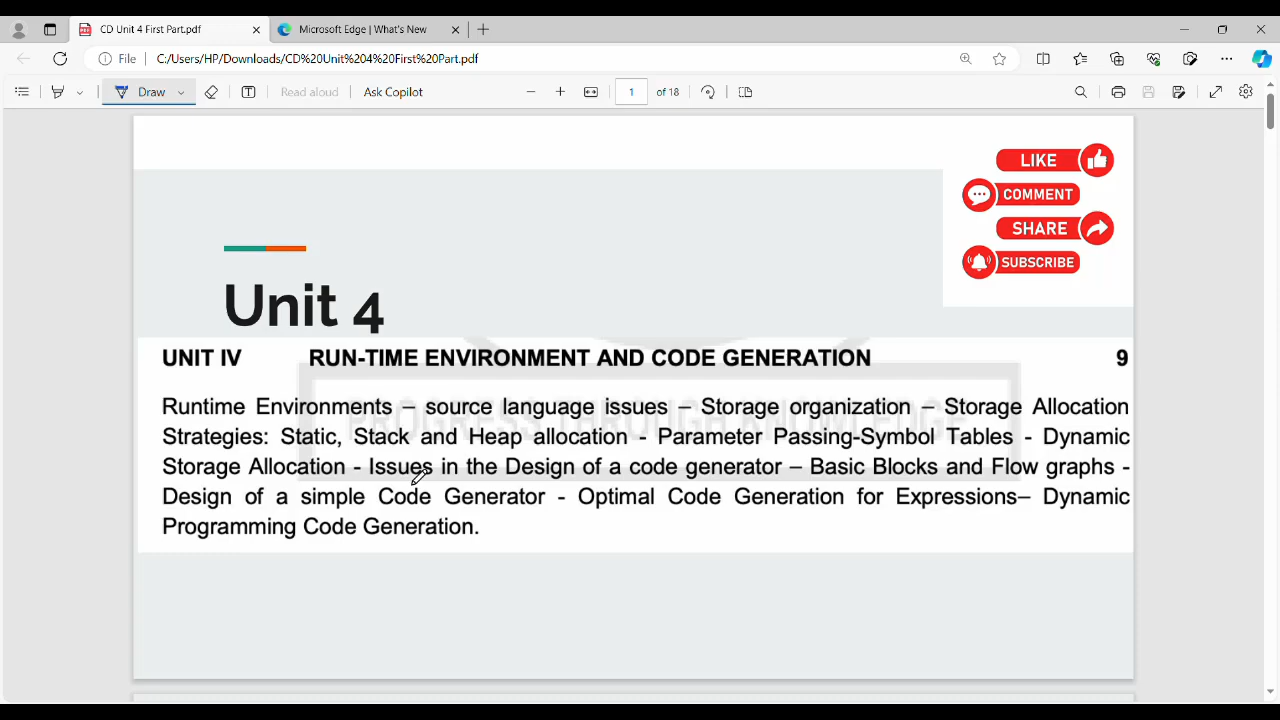 CD Unit 4 First Part.pdf
Microsoft Edge | What's New
File
C:/Users/HP/Downloads/CD%20Unit%204%20First%20Part.pdf
Draw
Read aloud
Ask Copilot
1 of 18
LIKE
COMMENT
SHARE
SUBSCRIBE
Unit 4
UNIT IV RUN-TIME ENVIRONMENT AND CODE GENERATION 9
PROGRESS THROUGH KNOWLEDGE
Runtime Environments – source language issues – Storage organization – Storage Allocation
Strategies: Static, Stack and Heap allocation - Parameter Passing-Symbol Tables - Dynamic
Storage Allocation - Issues in the Design of a code generator – Basic Blocks and Flow graphs -
Design of a simple Code Generator - Optimal Code Generation for Expressions– Dynamic
Programming Code Generation.